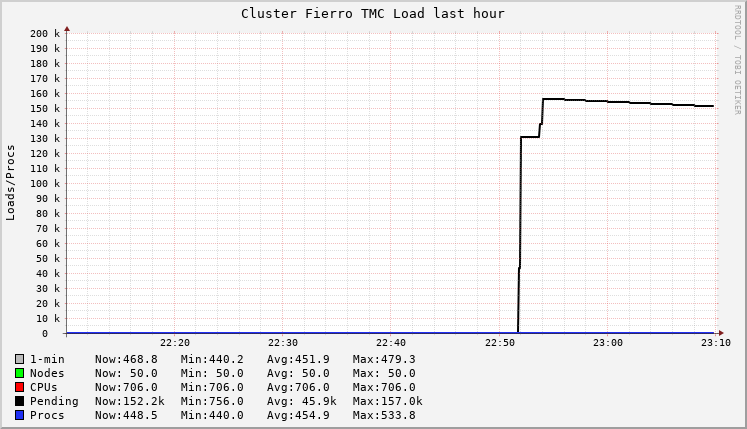 Cluster Fierro TMC Load last hour
RRDTOOL / TOBI OETIKER
Loads/Procs
200 k
190 k
180 k
170 k
160 k
150 k
140 k
130 k
120 k
110 k
100 k
90 k
80 k
70 k
60 k
50 k
40 k
30 k
20 k
10 k
0
22:20 22:30 22:40 22:50 23:00 23:10
1-min Now:468.8 Min:440.2 Avg:451.9 Max:479.3
Nodes Now: 50.0 Min: 50.0 Avg: 50.0 Max: 50.0
CPUs Now:706.0 Min:706.0 Avg:706.0 Max:706.0
Pending Now:152.2k Min:756.0 Avg: 45.9k Max:157.0k
Procs Now:448.5 Min:440.0 Avg:454.9 Max:533.8